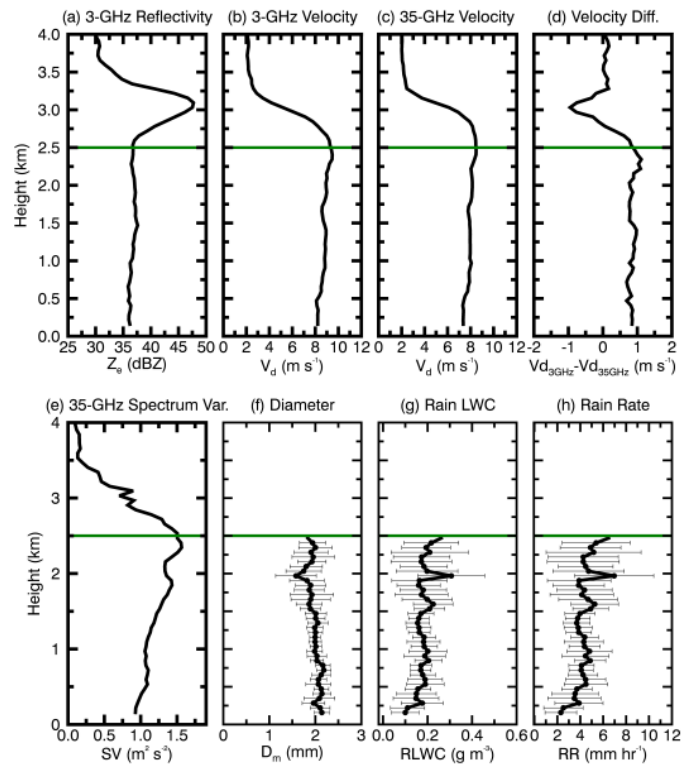 (a) 3-GHz Reflectivity (b) 3-GHz Velocity (c) 35-GHz Velocity (d) Velocity Diff.
4.0
3.5
3.0
2.5
2.0
1.5
1.0
0.5
0.0
Height (km)
25 30 35 40 45 50 0 2 4 6 8 10 12 0 2 4 6 8 10 12 -2 -1 0 1 2
Zₑ (dBZ) V_d (m s⁻¹) V_d (m s⁻¹) Vd₃GHz-Vd₃₅GHz (m s⁻¹)
(e) 35-GHz Spectrum Var. (f) Diameter (g) Rain LWC (h) Rain Rate
4
3
2
1
0
Height (km)
0.0 0.5 1.0 1.5 0 1 2 3 0.0 0.2 0.4 0.6 0 2 4 6 8 10 12
SV (m² s⁻²) Dₘ (mm) RLWC (g m⁻³) RR (mm hr⁻¹)